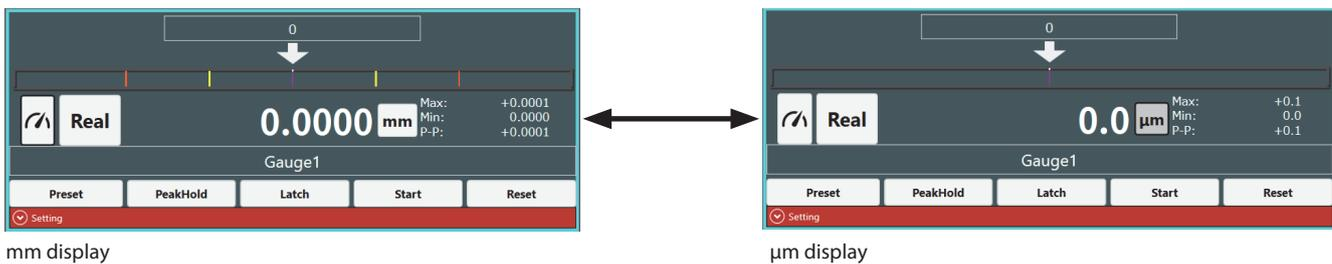 0
Real
0.0000 mm
Max: +0.0001
Min: 0.0000
P-P: +0.0001
Gauge1
Preset PeakHold Latch Start Reset
Setting
mm display
0
Real
0.0 µm
Max: +0.1
Min: 0.0
P-P: +0.1
Gauge1
Preset PeakHold Latch Start Reset
Setting
µm display